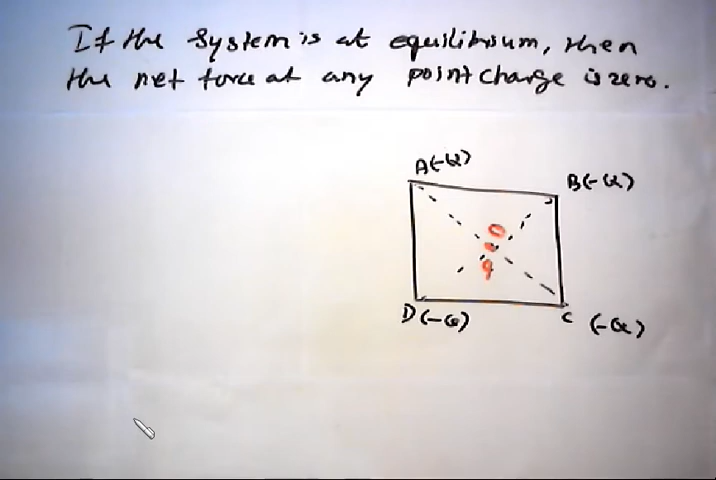 If the system is at equilibrium, then
the net force at any point charge is zero.
A(-Q)
B(-Q)
O
q
D(-Q)
C (-Q)